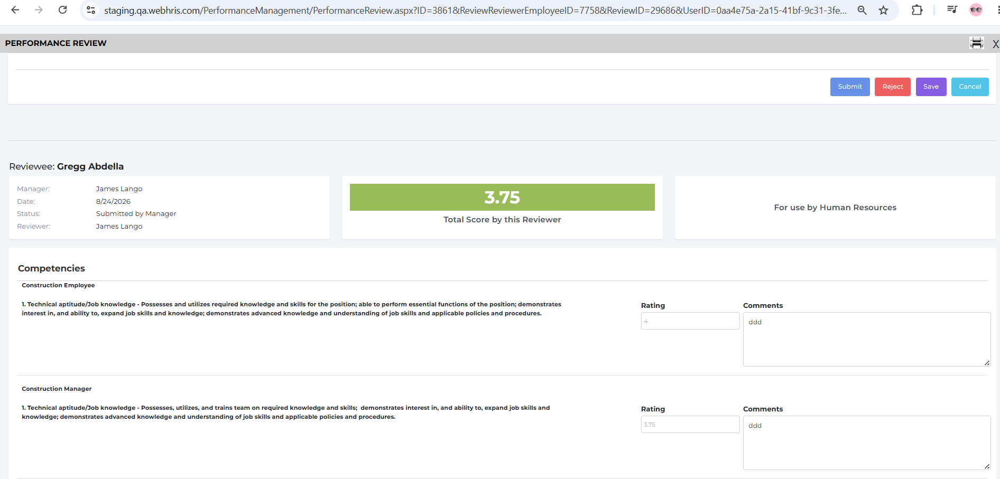 staging.qa.webhris.com/PerformanceManagement/PerformanceReview.aspx?ID=3861&ReviewReviewerEmployeeID=7758&ReviewID=29686&UserID=0aa4e75a-2a15-41bf-9c31-3fe...
PERFORMANCE REVIEW
X
Submit Reject Save Cancel
Reviewee: Gregg Abdella
Manager: James Lango
Date: 8/24/2026
Status: Submitted by Manager
Reviewer: James Lango
3.75
Total Score by this Reviewer
For use by Human Resources
Competencies
Construction Employee
1. Technical aptitude/Job knowledge - Possesses and utilizes required knowledge and skills for the position; able to perform essential functions of the position; demonstrates
interest in, and ability to, expand job skills and knowledge; demonstrates advanced knowledge and understanding of job skills and applicable policies and procedures.
Rating Comments
4 ddd
Construction Manager
1. Technical aptitude/Job knowledge - Possesses, utilizes, and trains team on required knowledge and skills;  demonstrates interest in, and ability to, expand job skills and
knowledge; demonstrates advanced knowledge and understanding of job skills and applicable policies and procedures.
Rating Comments
3.75 ddd